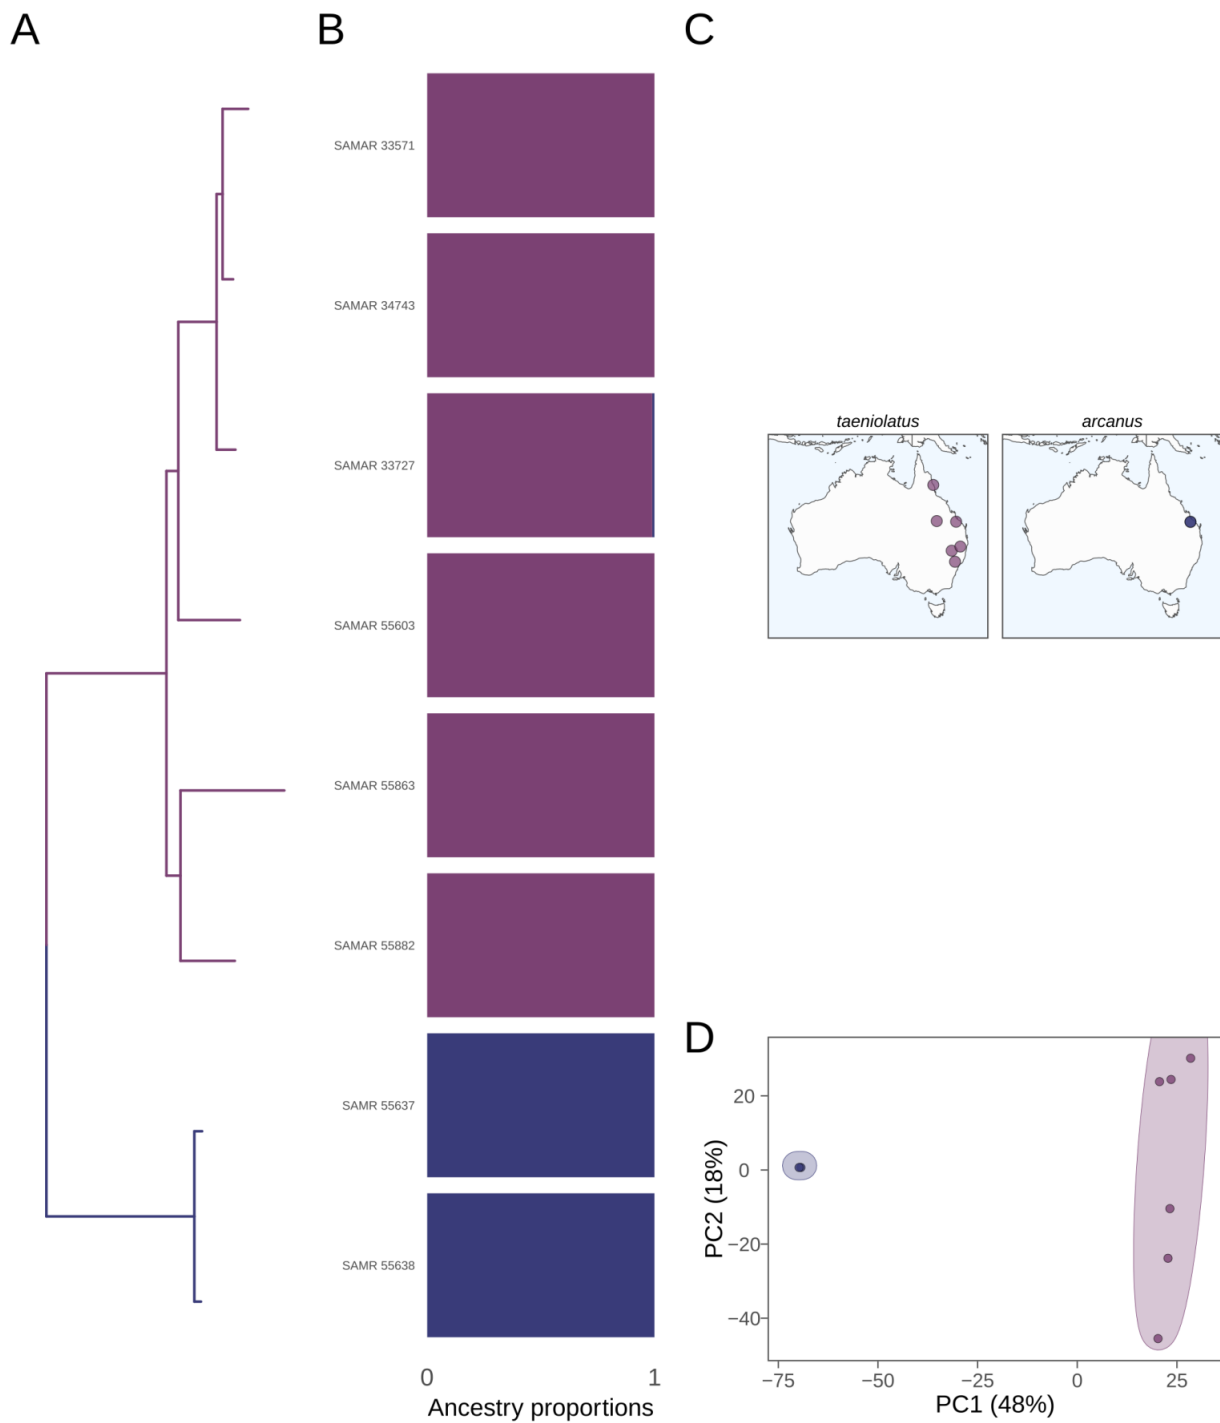 A
B
C
SAMAR 33571
SAMAR 34743
SAMAR 33727
SAMAR 55603
SAMAR 55863
SAMAR 55882
SAMR 55637
SAMR 55638
0 1
Ancestry proportions
taeniolatus arcanus
D
20
0
−20
−40
PC2 (18%)
−75 −50 −25 0 25
PC1 (48%)